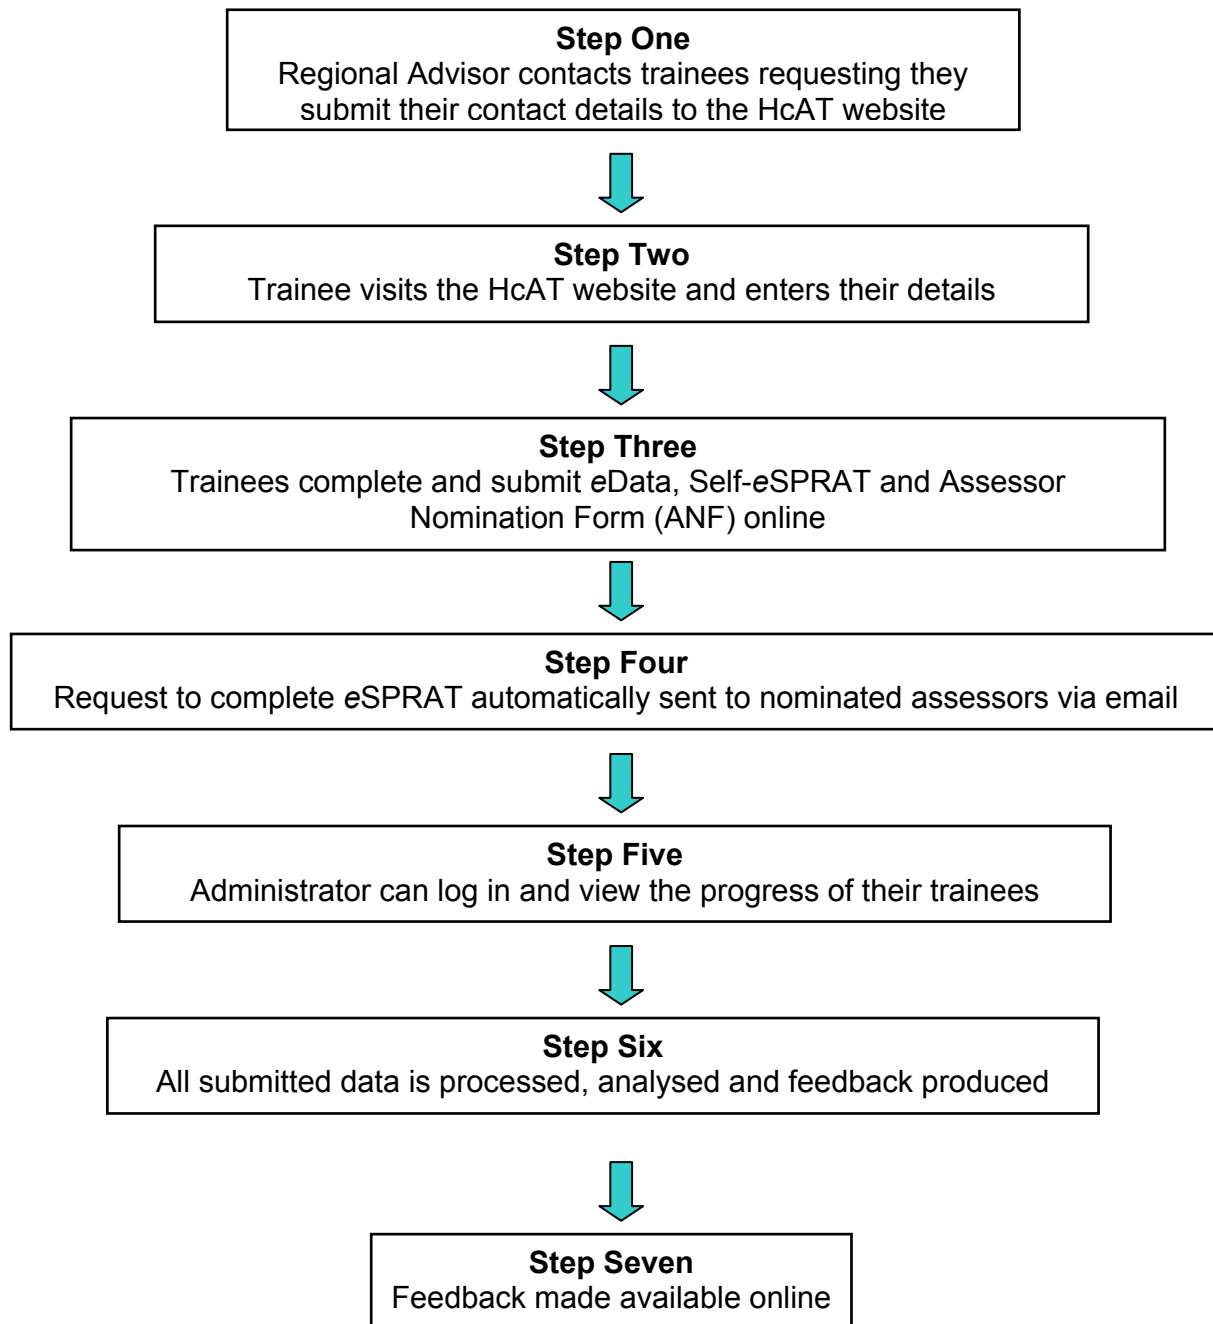 Step One
Regional Advisor contacts trainees requesting they
submit their contact details to the HcAT website
Step Two
Trainee visits the HcAT website and enters their details
Step Three
Trainees complete and submit eData, Self-eSPRAT and Assessor
Nomination Form (ANF) online
Step Four
Request to complete eSPRAT automatically sent to nominated assessors via email
Step Five
Administrator can log in and view the progress of their trainees
Step Six
All submitted data is processed, analysed and feedback produced
Step Seven
Feedback made available online